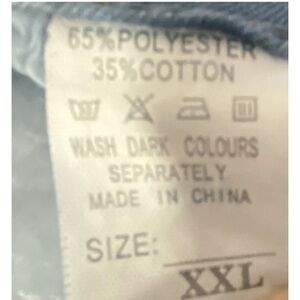 65%POLYESTER
35%COTTON
WASH DARK COLOURS
SEPARATELY
MADE IN CHINA
SIZE:
XXL